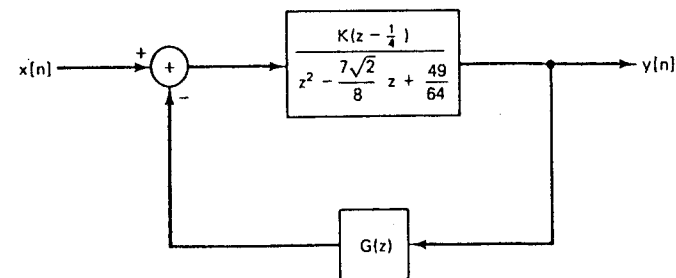 K(z − 1/4)
x[n] + + z² − 7√2/8 z + 49/64 y[n]
−
G(z)